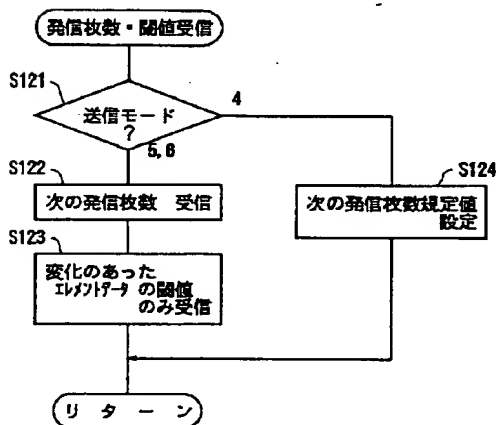 発信枚数・閾値受信
S121
送信モード
?
4
5,6
S122
次の発信枚数 受信
S124
次の発信枚数規定値
設定
S123
変化のあった
エレメントデータ の閾値
のみ受信
リターン